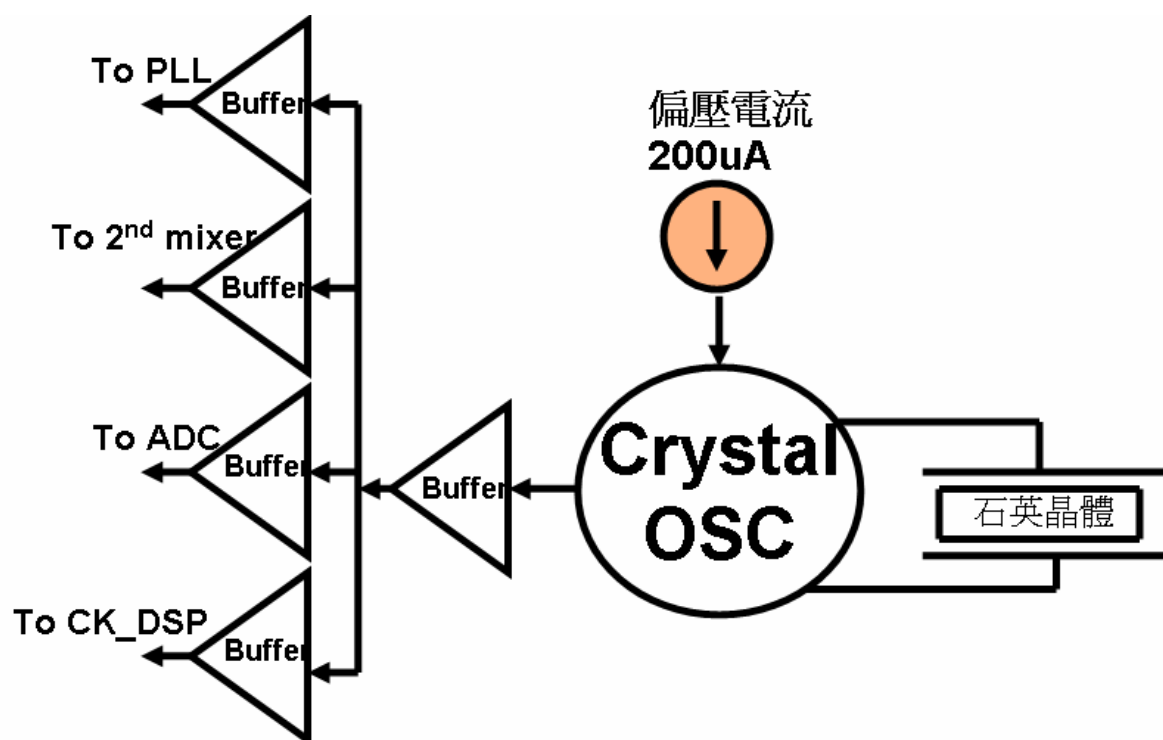 To PLL
Buffer
偏壓電流
200uA
To 2nd mixer
Buffer
To ADC
Buffer
Buffer
Crystal
OSC
石英晶體
To CK_DSP
Buffer